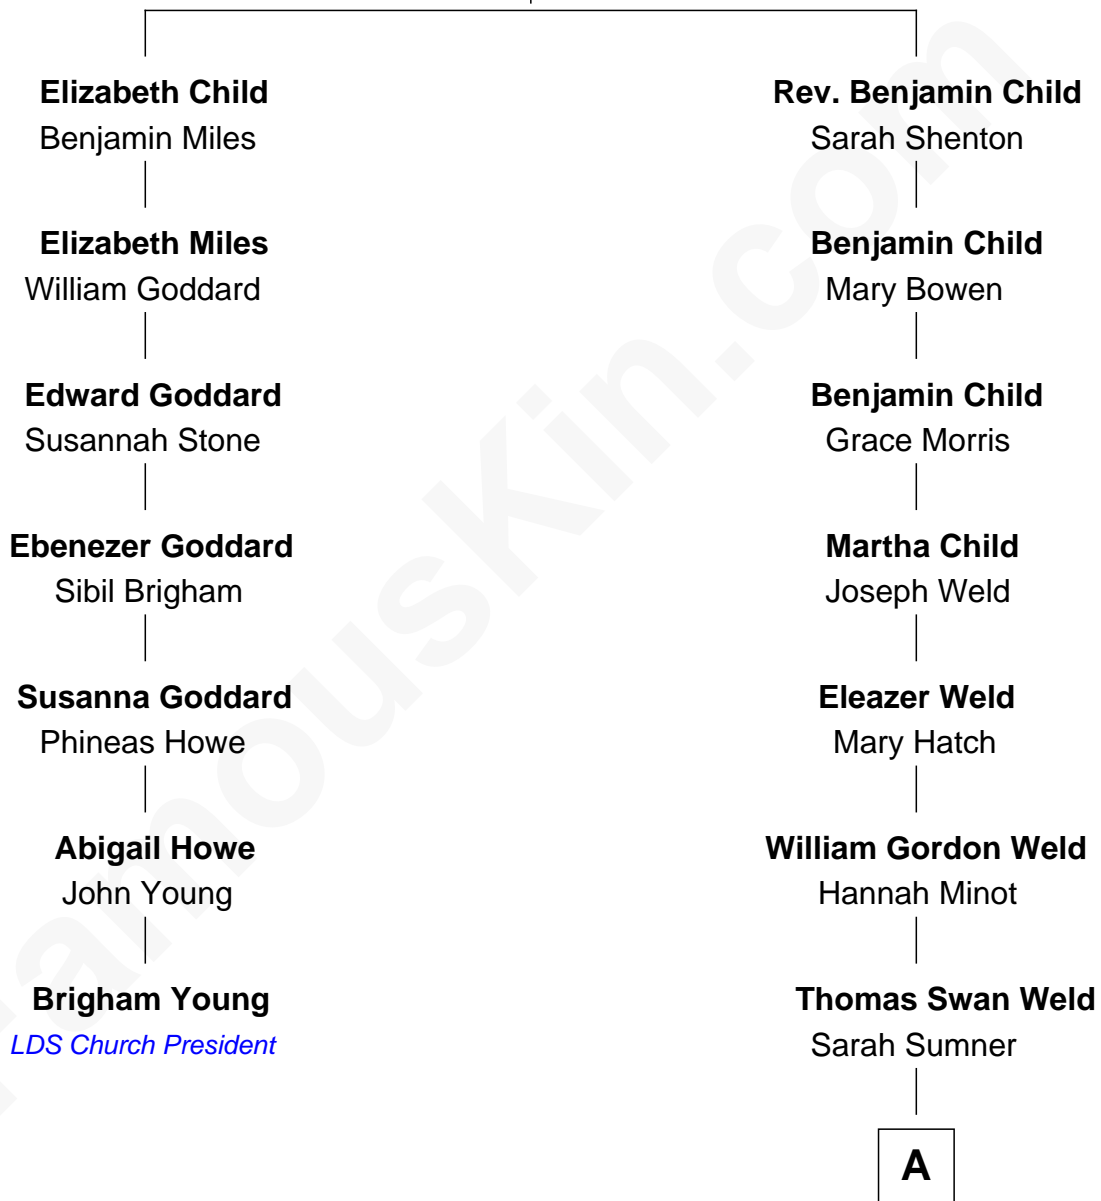 Elizabeth Child
Benjamin Miles
Elizabeth Miles
William Goddard
Edward Goddard
Susannah Stone
Ebenezer Goddard
Sibil Brigham
Susanna Goddard
Phineas Howe
Abigail Howe
John Young
Brigham Young
LDS Church President
Rev. Benjamin Child
Sarah Shenton
Benjamin Child
Mary Bowen
Benjamin Child
Grace Morris
Martha Child
Joseph Weld
Eleazer Weld
Mary Hatch
William Gordon Weld
Hannah Minot
Thomas Swan Weld
Sarah Sumner
A
FamousKin.com